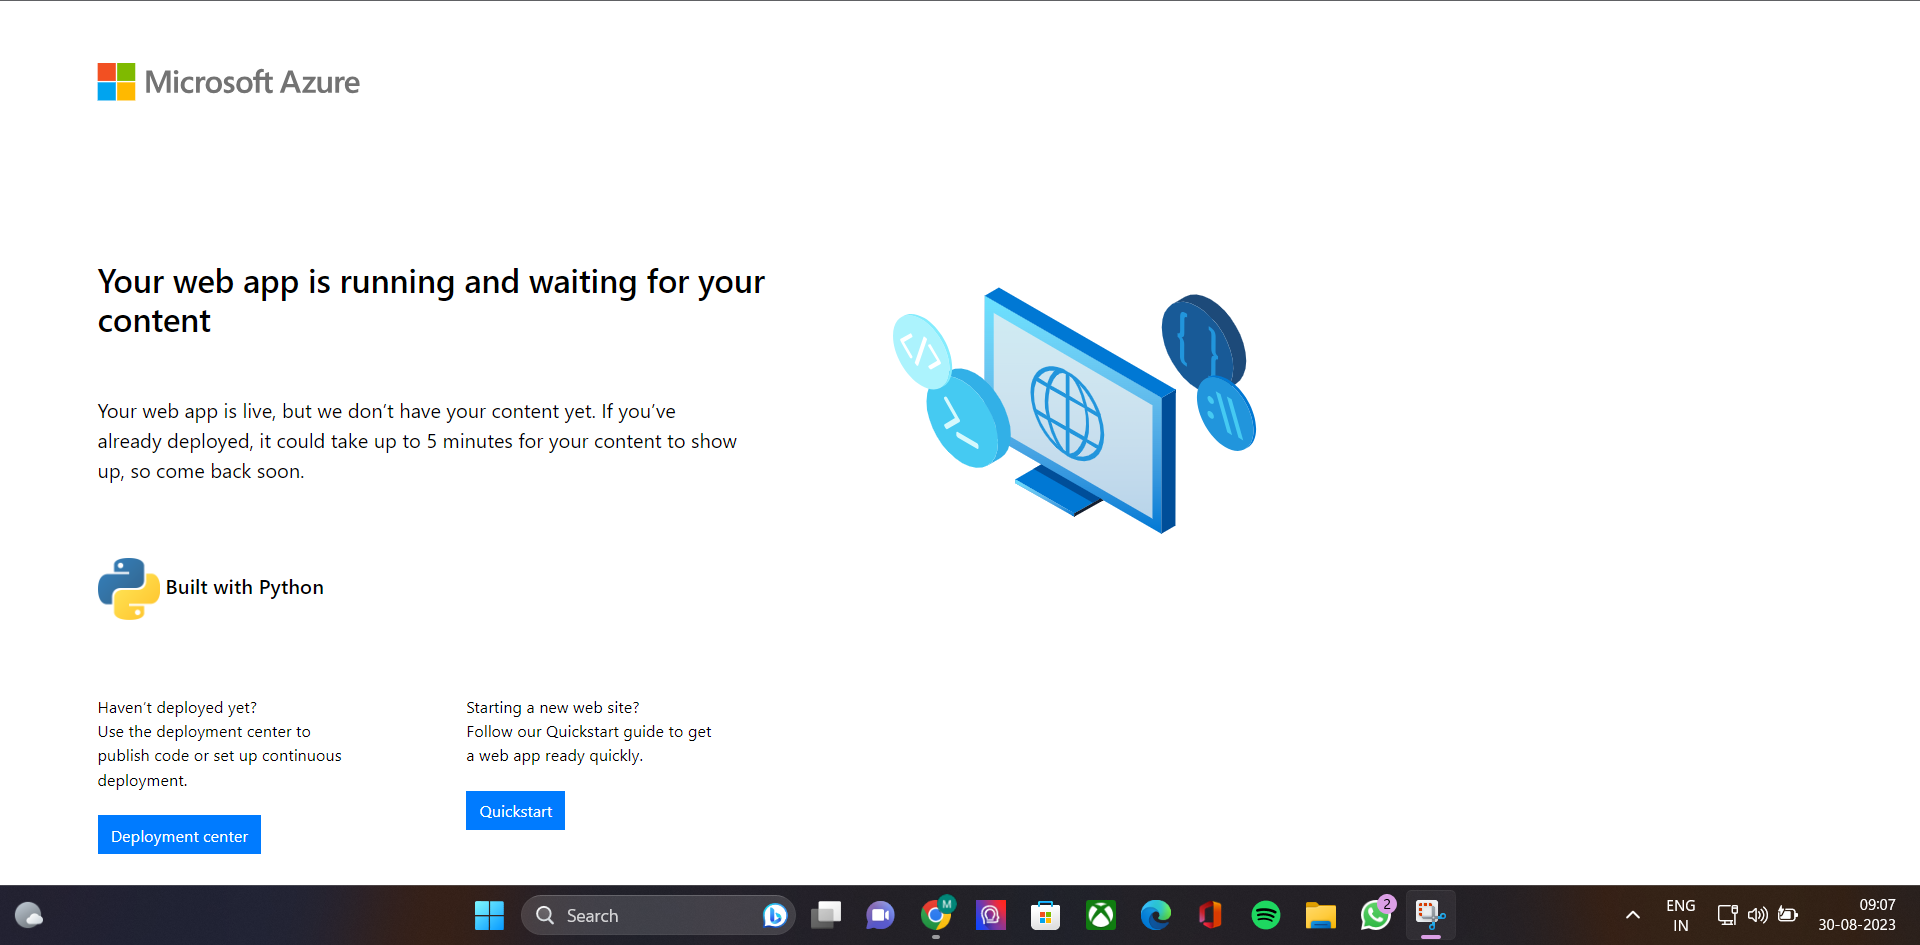 Microsoft Azure
Your web app is running and waiting for your
content
Your web app is live, but we don’t have your content yet. If you’ve
already deployed, it could take up to 5 minutes for your content to show
up, so come back soon.
Built with Python
Haven’t deployed yet?
Use the deployment center to
publish code or set up continuous
deployment.
Deployment center
Starting a new web site?
Follow our Quickstart guide to get
a web app ready quickly.
Quickstart
Search
M
2
ENG
IN
09:07
30-08-2023